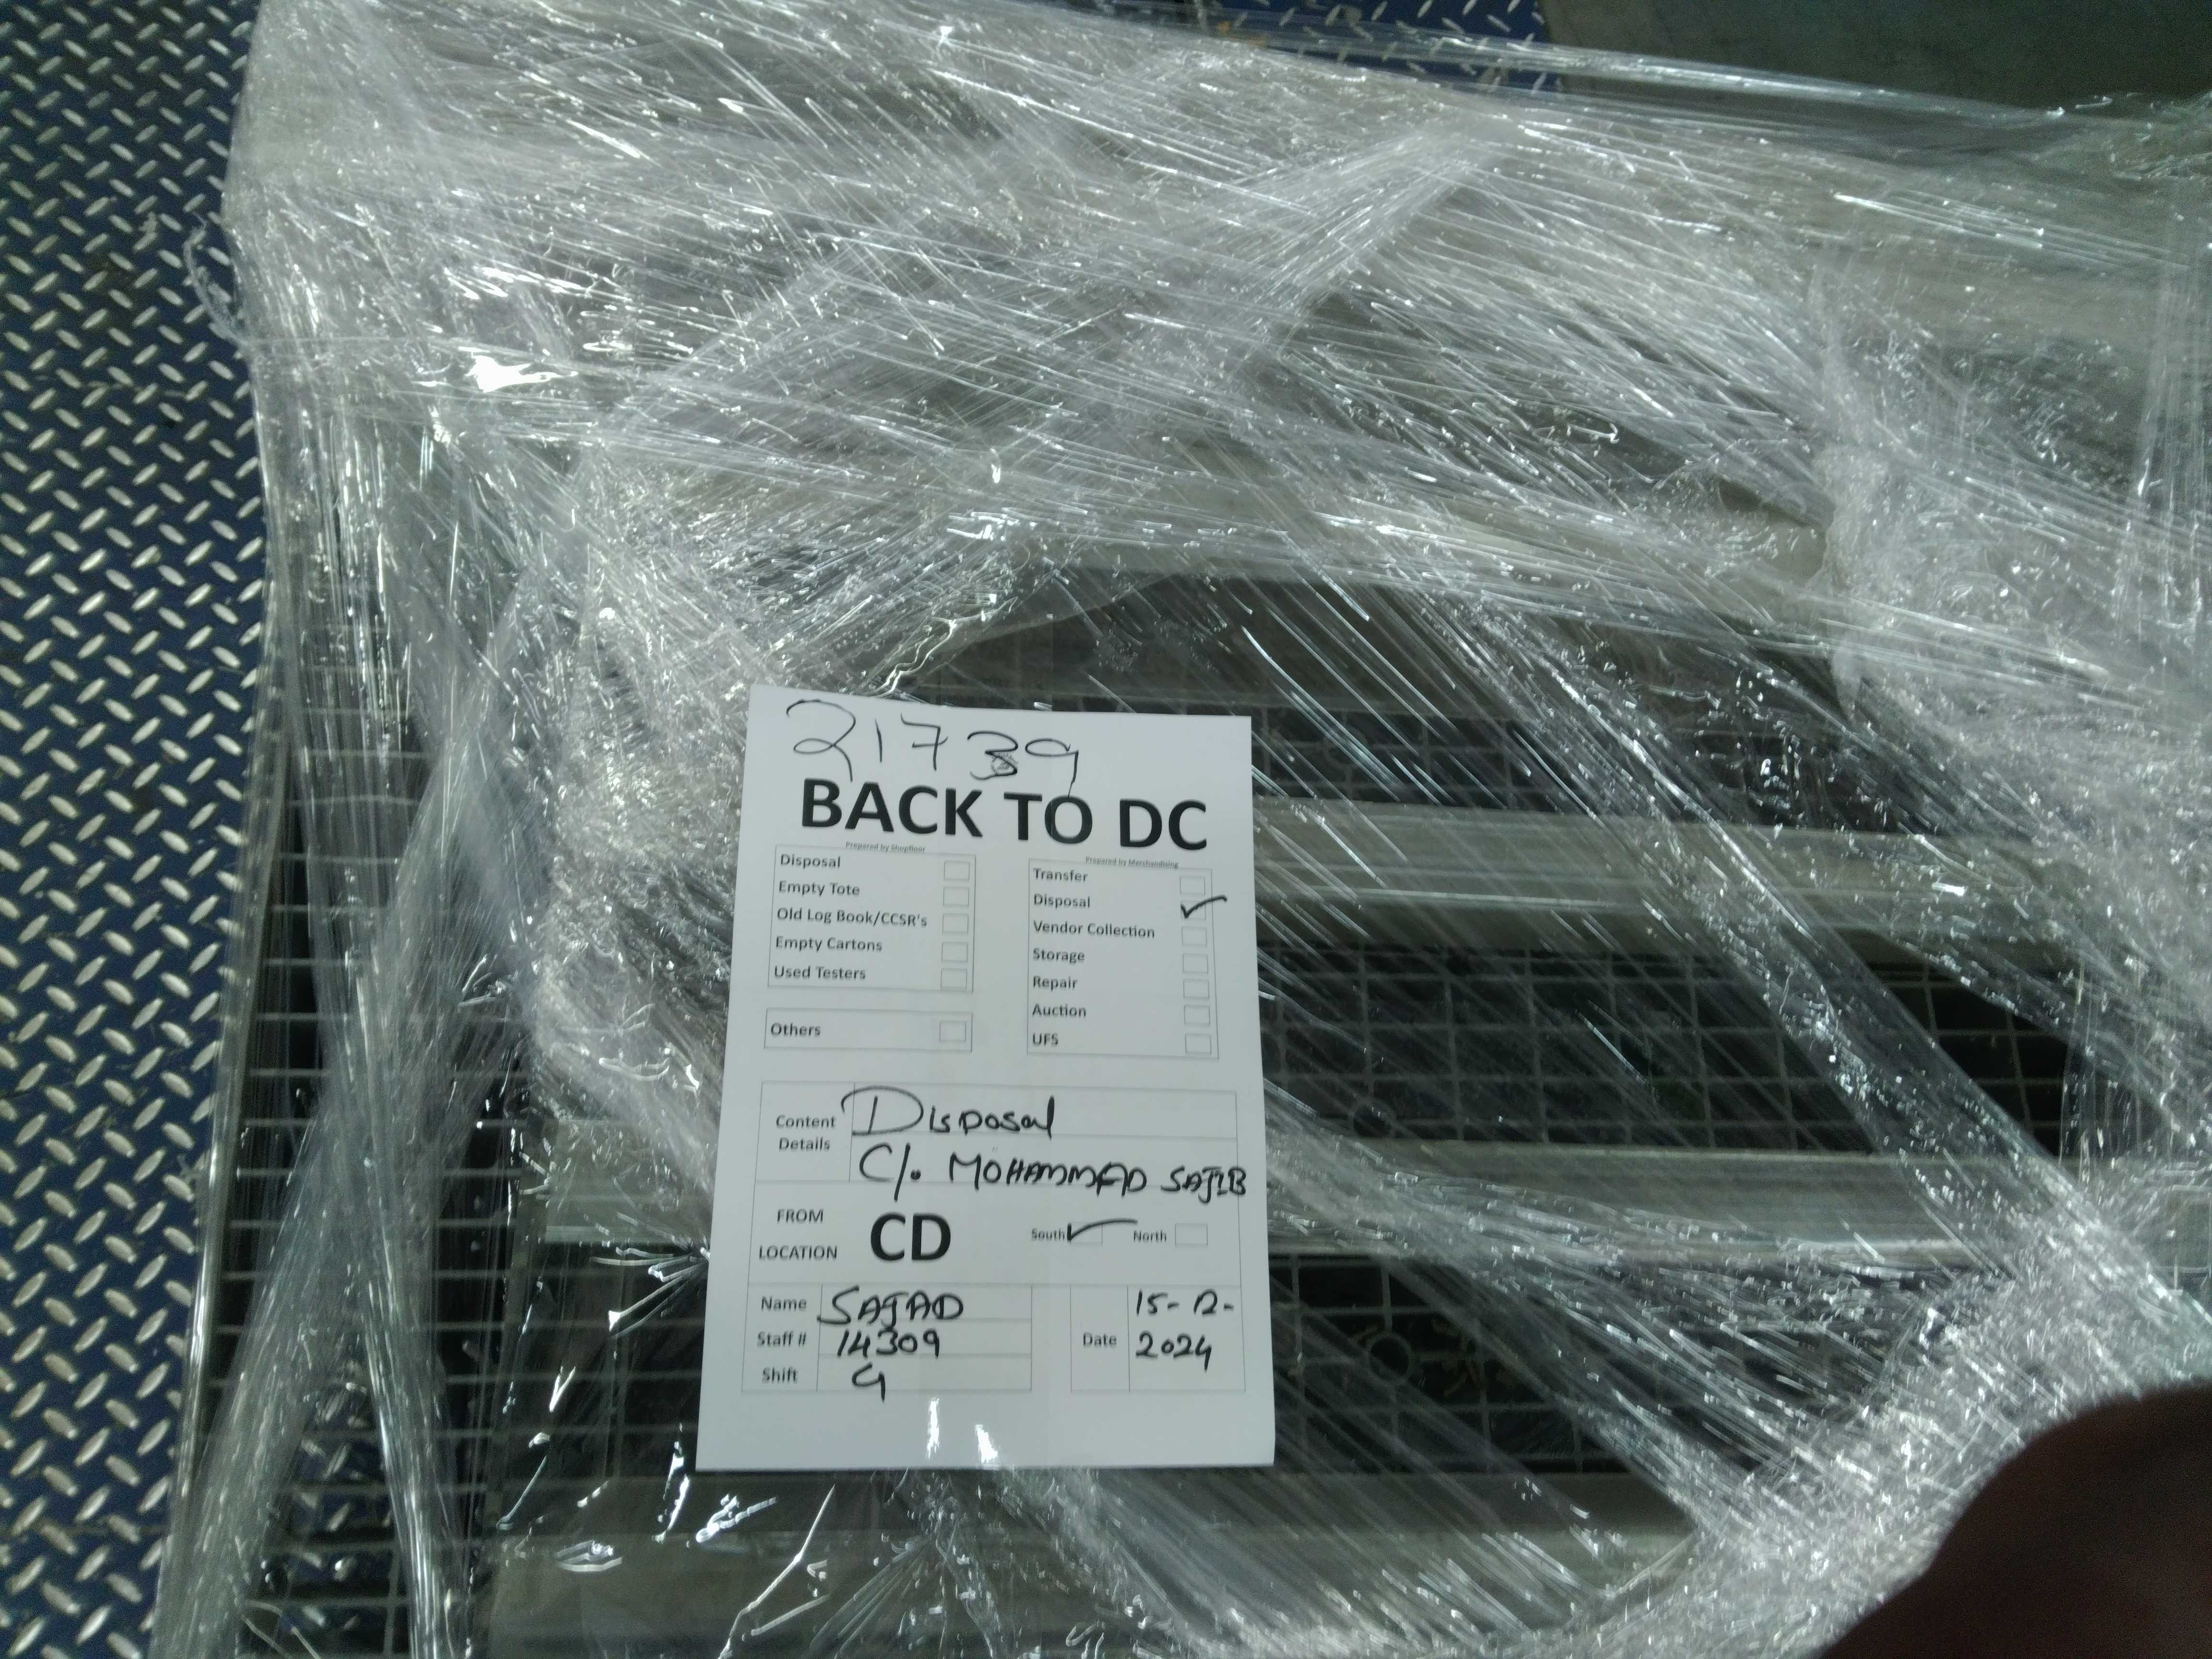 21739
BACK TO DC
Prepared by Shopfloor
Disposal
Empty Tote
Old Log Book/CCSR's
Empty Cartons
Used Testers
Others
Prepared by Merchandising
Transfer
Disposal
Vendor Collection
Storage
Repair
Auction
UFS
Content Disposal
Details C/. MOHAMMAD SAJIB
FROM
LOCATION CD South North
Name SAJAD
Staff # 14309
Shift G
Date 15-12-
2024